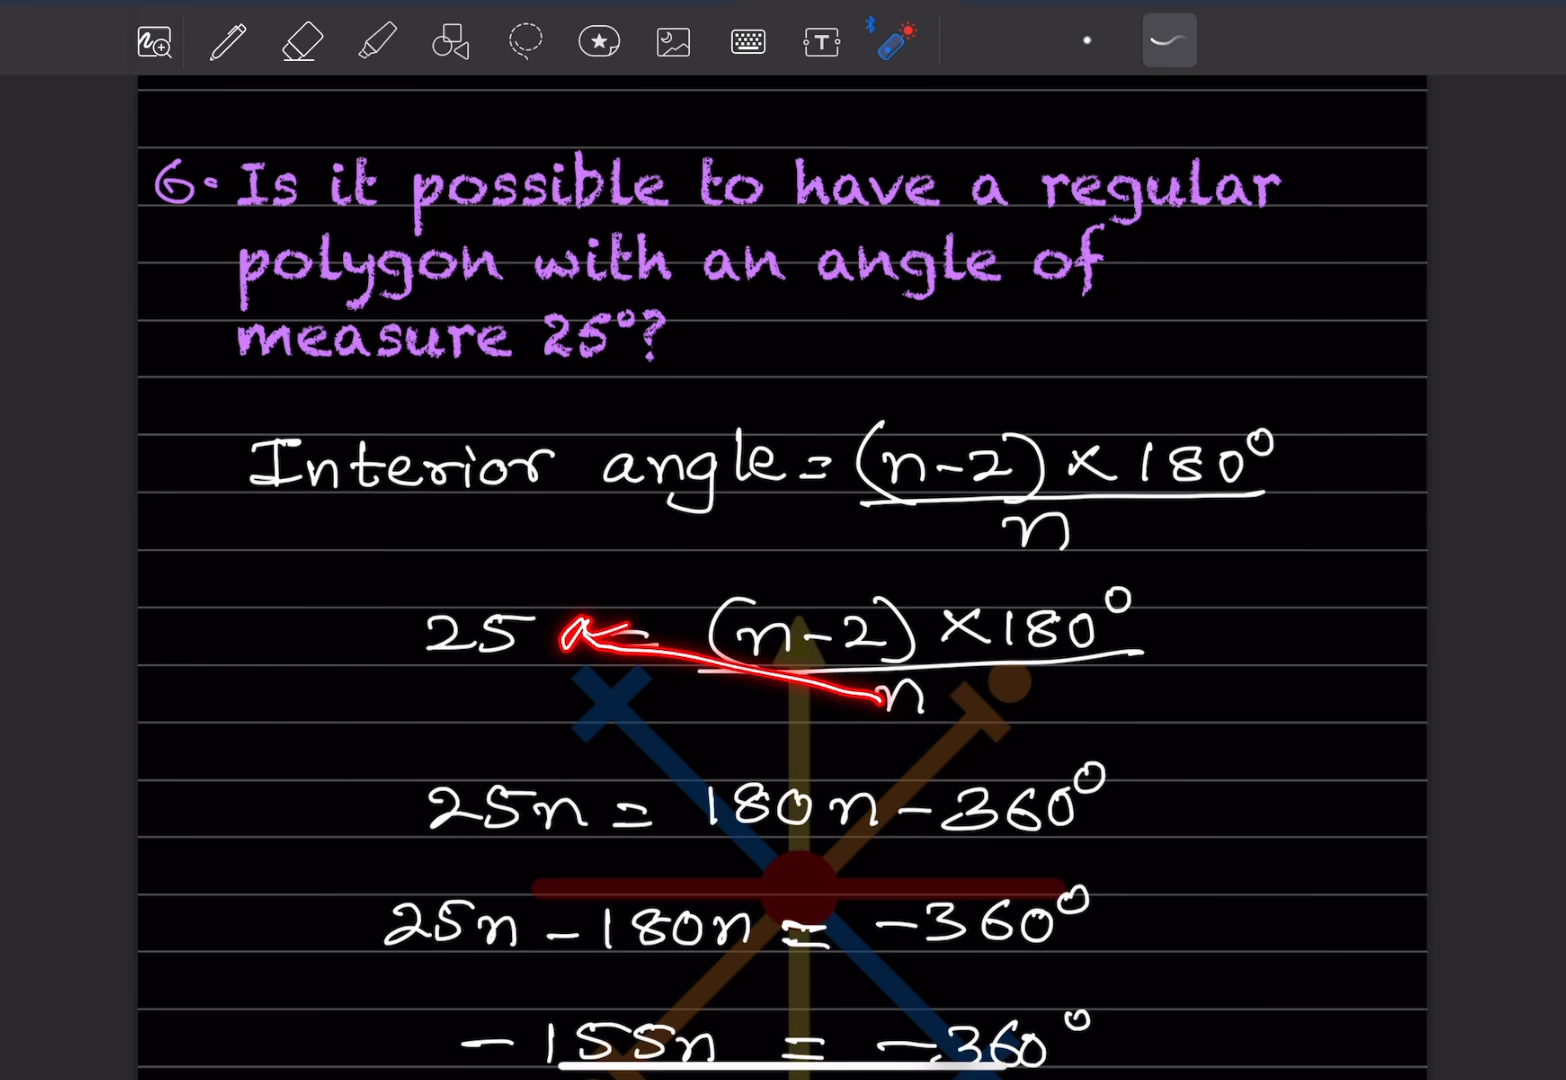 6. Is it possible to have a regular
polygon with an angle of
measure 25°?
Interior angle = (n-2) × 180°
n
25 = (n-2) × 180°
n
25n = 180n - 360°
25n - 180n = -360°
- 155n = -360°